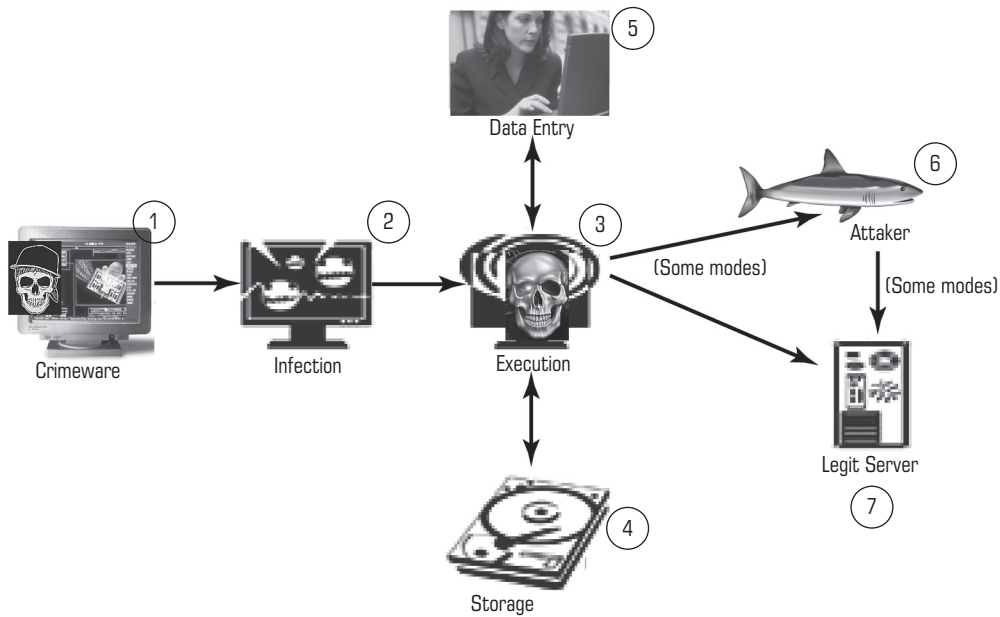 5
Data Entry
1
2
3
6
Attaker
(Some modes)
(Some modes)
Crimeware
Infection
Execution
Legit Server
7
4
Storage